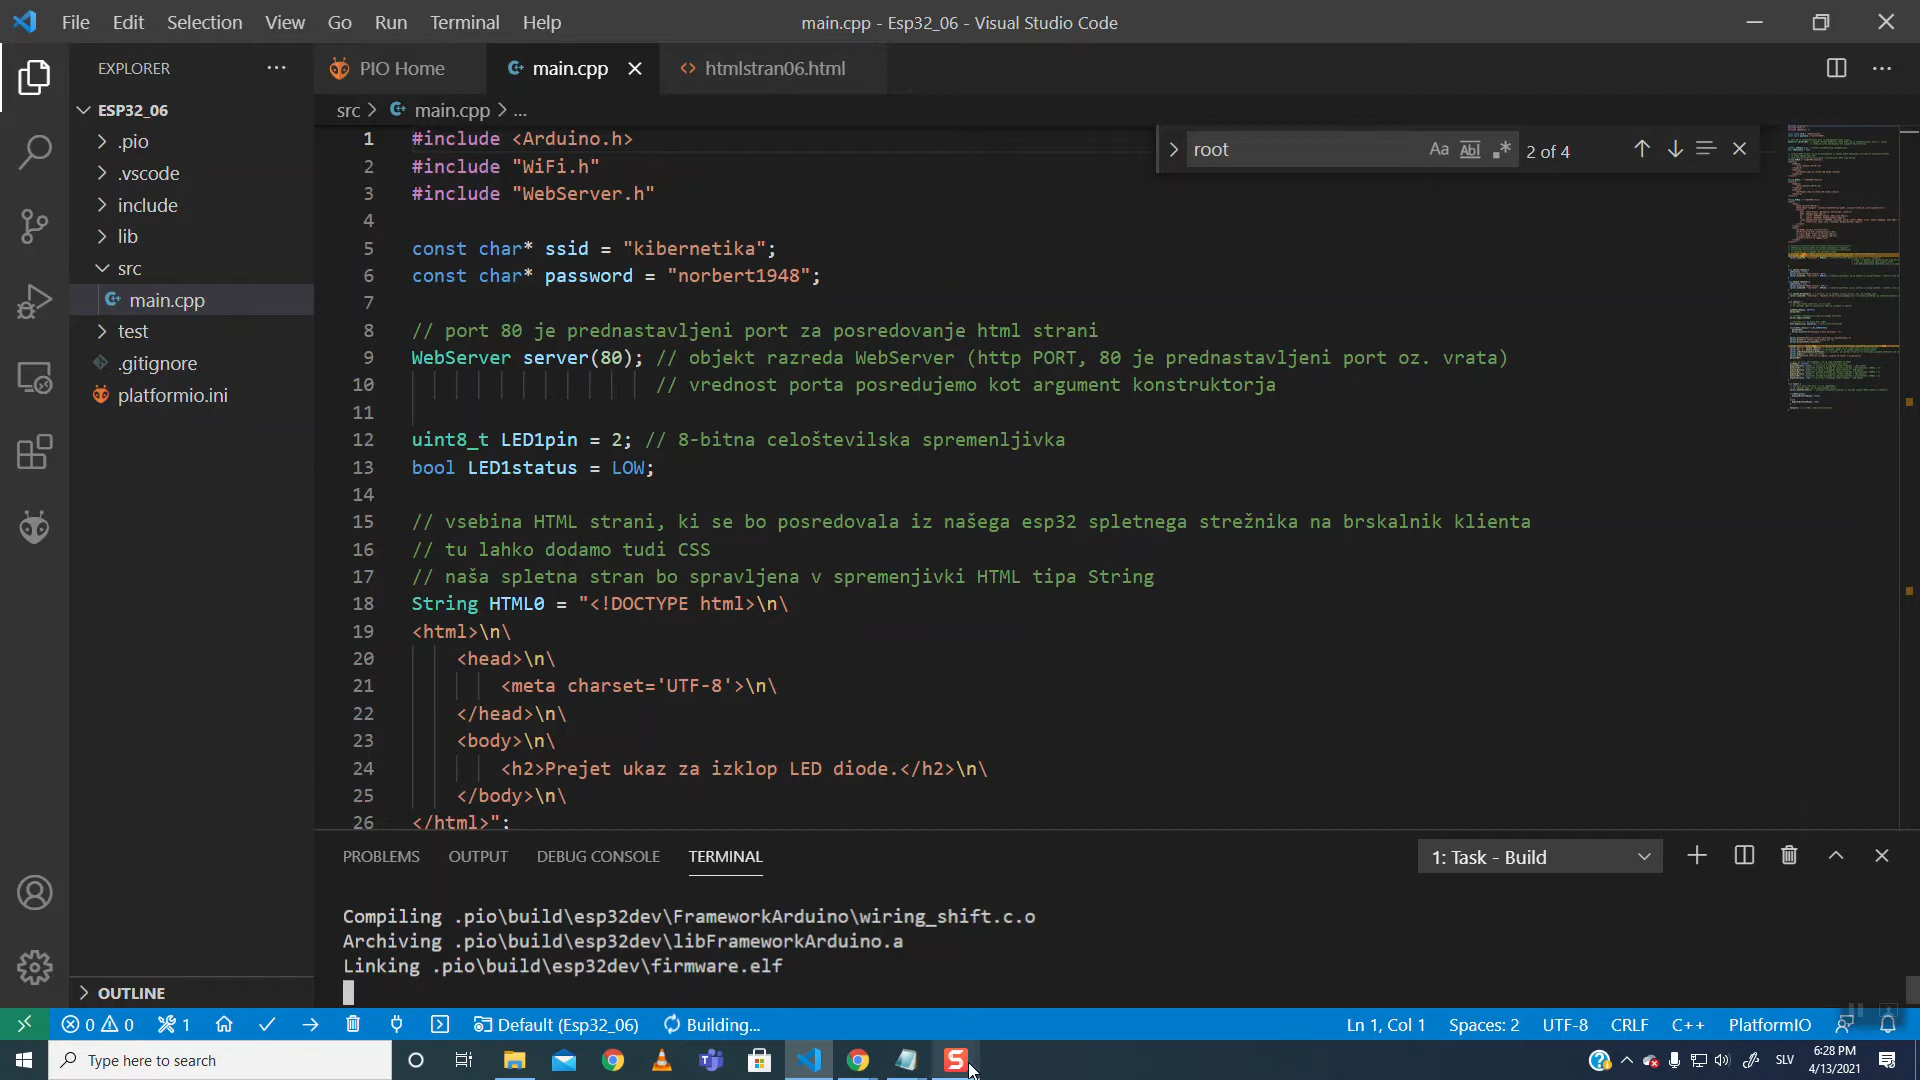 File Edit Selection View Go Run Terminal Help
main.cpp - Esp32_06 - Visual Studio Code
EXPLORER
PIO Home
main.cpp
htmlstran06.html
ESP32_06
src > main.cpp > ...
.pio
.vscode
include
lib
src
main.cpp
test
.gitignore
platformio.ini
OUTLINE
root
Aa Abl
2 of 4
1 #include <Arduino.h>
2 #include "WiFi.h"
3 #include "WebServer.h"
4
5 const char* ssid = "kibernetika";
6 const char* password = "norbert1948";
7
8 // port 80 je prednastavljeni port za posredovanje html strani
9 WebServer server(80); // objekt razreda WebServer (http PORT, 80 je prednastavljeni port oz. vrata)
10 // vrednost porta posredujemo kot argument konstruktorja
11
12 uint8_t LED1pin = 2; // 8-bitna celoštevilska spremenljivka
13 bool LED1status = LOW;
14
15 // vsebina HTML strani, ki se bo posredovala iz našega esp32 spletnega strežnika na brskalnik klienta
16 // tu lahko dodamo tudi CSS
17 // naša spletna stran bo spravljena v spremenjivki HTML tipa String
18 String HTML0 = "<!DOCTYPE html>\n\
19 <html>\n\
20 <head>\n\
21 <meta charset='UTF-8'>\n\
22 </head>\n\
23 <body>\n\
24 <h2>Prejet ukaz za izklop LED diode.</h2>\n\
25 </body>\n\
26 </html>";
PROBLEMS OUTPUT DEBUG CONSOLE TERMINAL
1: Task - Build
Compiling .pio\build\esp32dev\FrameworkArduino\wiring_shift.c.o
Archiving .pio\build\esp32dev\libFrameworkArduino.a
Linking .pio\build\esp32dev\firmware.elf
0 0 1 Default (Esp32_06) Building...
Ln 1, Col 1 Spaces: 2 UTF-8 CRLF C++ PlatformIO
Type here to search
SLV
6:28 PM
4/13/2021